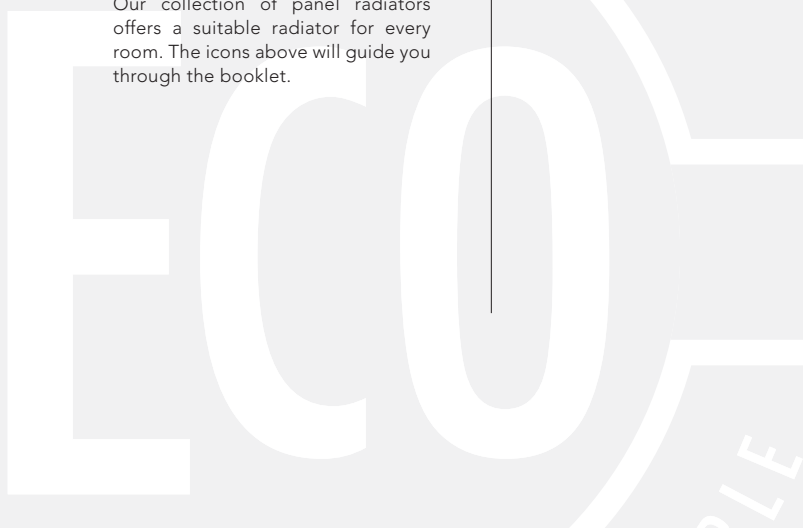 Our collection of panel radiators
offers a suitable radiator for every
room. The icons above will guide you
through the booklet.
ECO
PLE